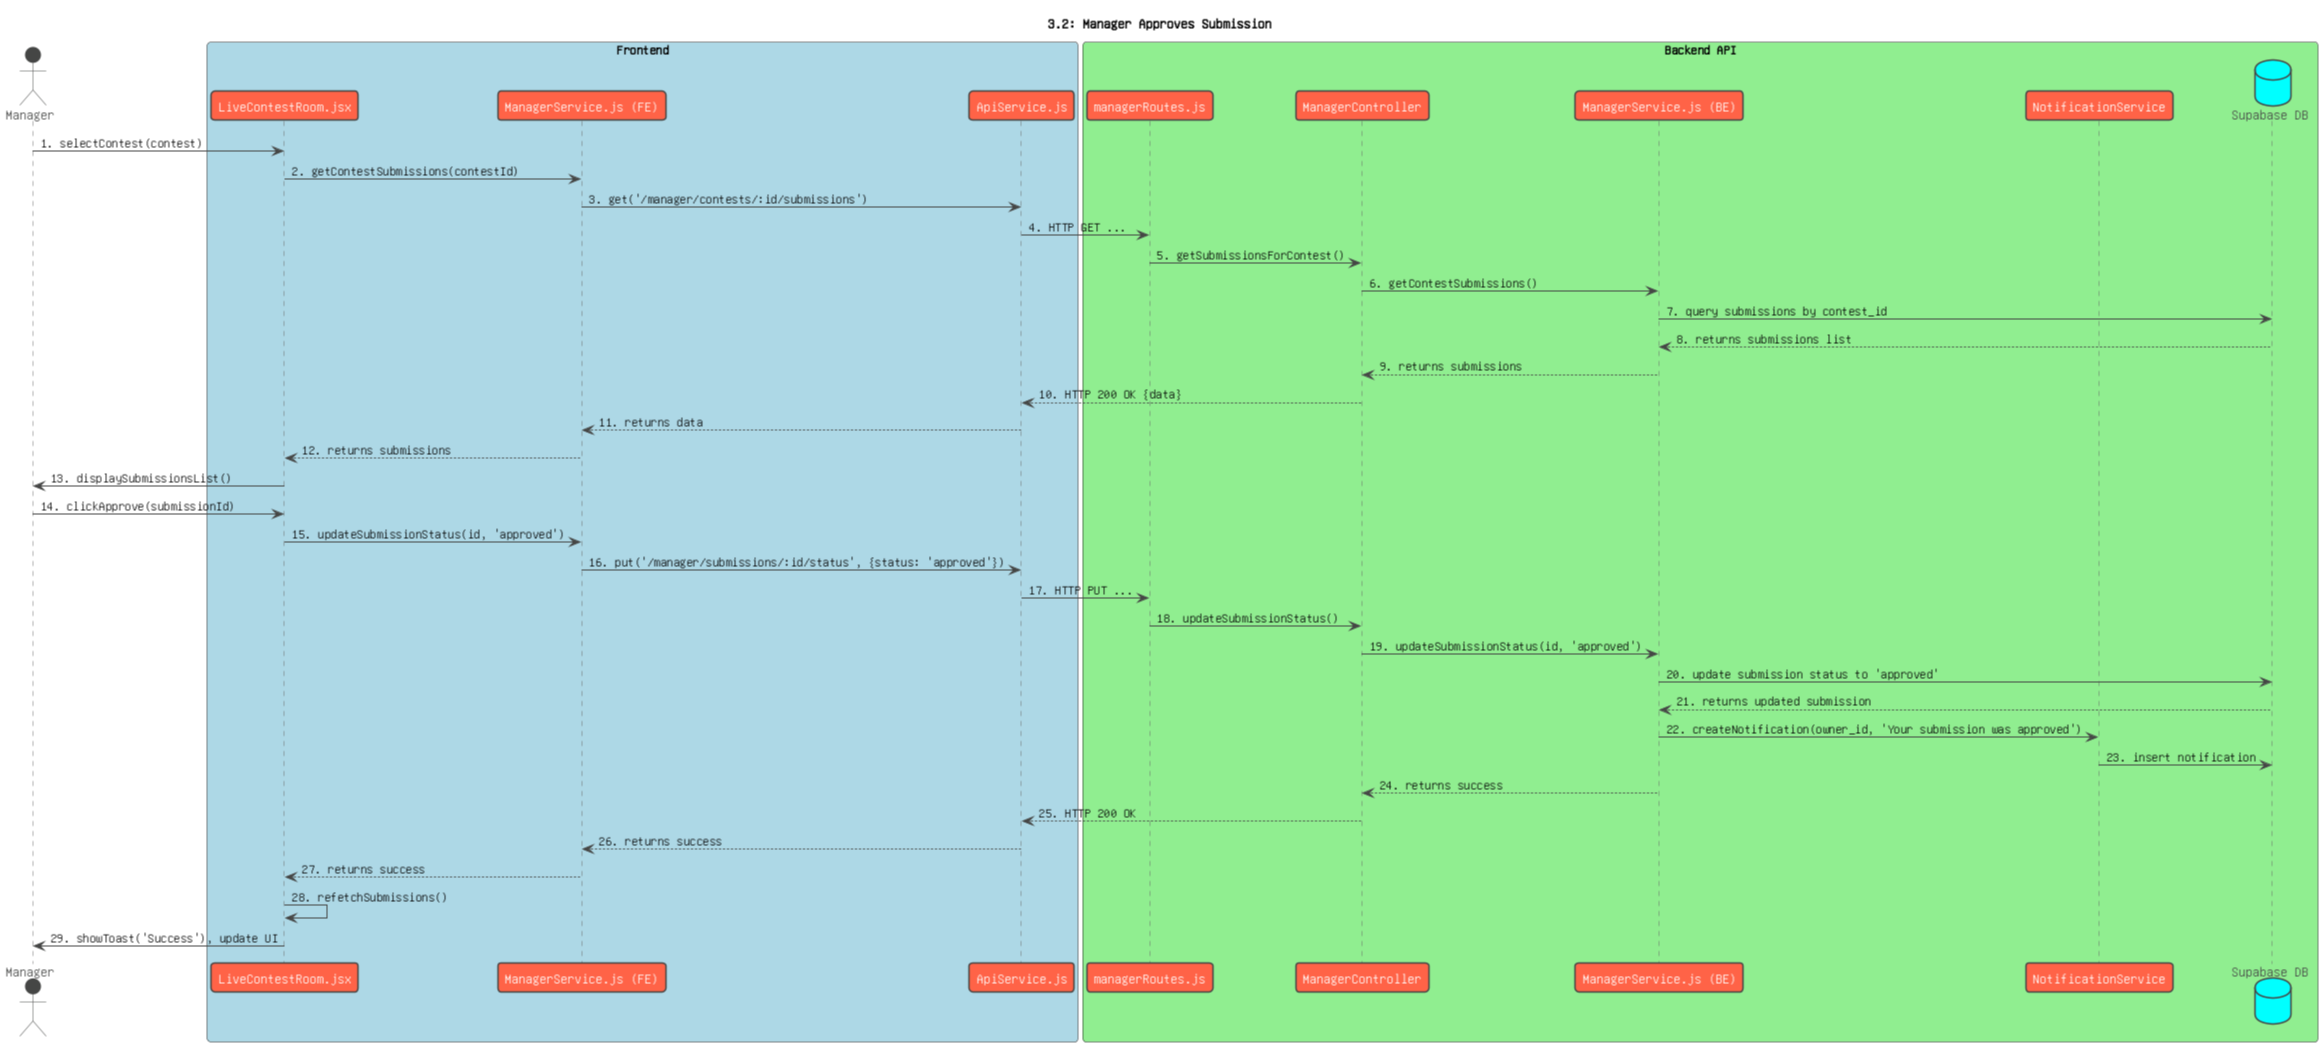 3.2: Manager Approves Submission
Frontend
Backend API
Manager
LiveContestRoom.jsx
ManagerService.js (FE)
ApiService.js
managerRoutes.js
ManagerController
ManagerService.js (BE)
NotificationService
Supabase DB
1. selectContest(contest)
2. getContestSubmissions(contestId)
3. get('/manager/contests/:id/submissions')
4. HTTP GET ...
5. getSubmissionsForContest()
6. getContestSubmissions()
7. query submissions by contest_id
8. returns submissions list
9. returns submissions
10. HTTP 200 OK {data}
11. returns data
12. returns submissions
13. displaySubmissionsList()
14. clickApprove(submissionId)
15. updateSubmissionStatus(id, 'approved')
16. put('/manager/submissions/:id/status', {status: 'approved'})
17. HTTP PUT ...
18. updateSubmissionStatus()
19. updateSubmissionStatus(id, 'approved')
20. update submission status to 'approved'
21. returns updated submission
22. createNotification(owner_id, 'Your submission was approved')
23. insert notification
24. returns success
25. HTTP 200 OK
26. returns success
27. returns success
28. refetchSubmissions()
29. showToast('Success'), update UI
Manager
LiveContestRoom.jsx
ManagerService.js (FE)
ApiService.js
managerRoutes.js
ManagerController
ManagerService.js (BE)
NotificationService
Supabase DB